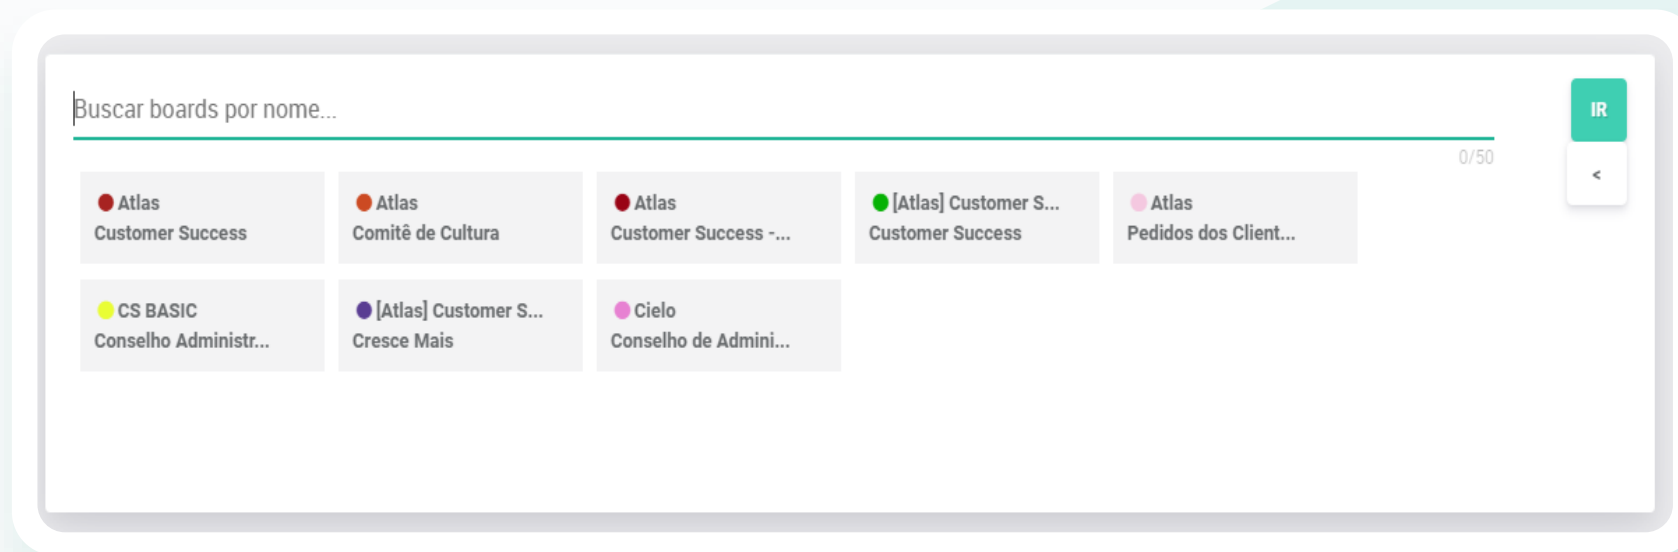 Buscar boards por nome...
IR
0/50
<
Atlas
Customer Success
Atlas
Comitê de Cultura
Atlas
Customer Success -...
[Atlas] Customer S...
Customer Success
Atlas
Pedidos dos Client...
CS BASIC
Conselho Administr...
[Atlas] Customer S...
Cresce Mais
Cielo
Conselho de Admini...